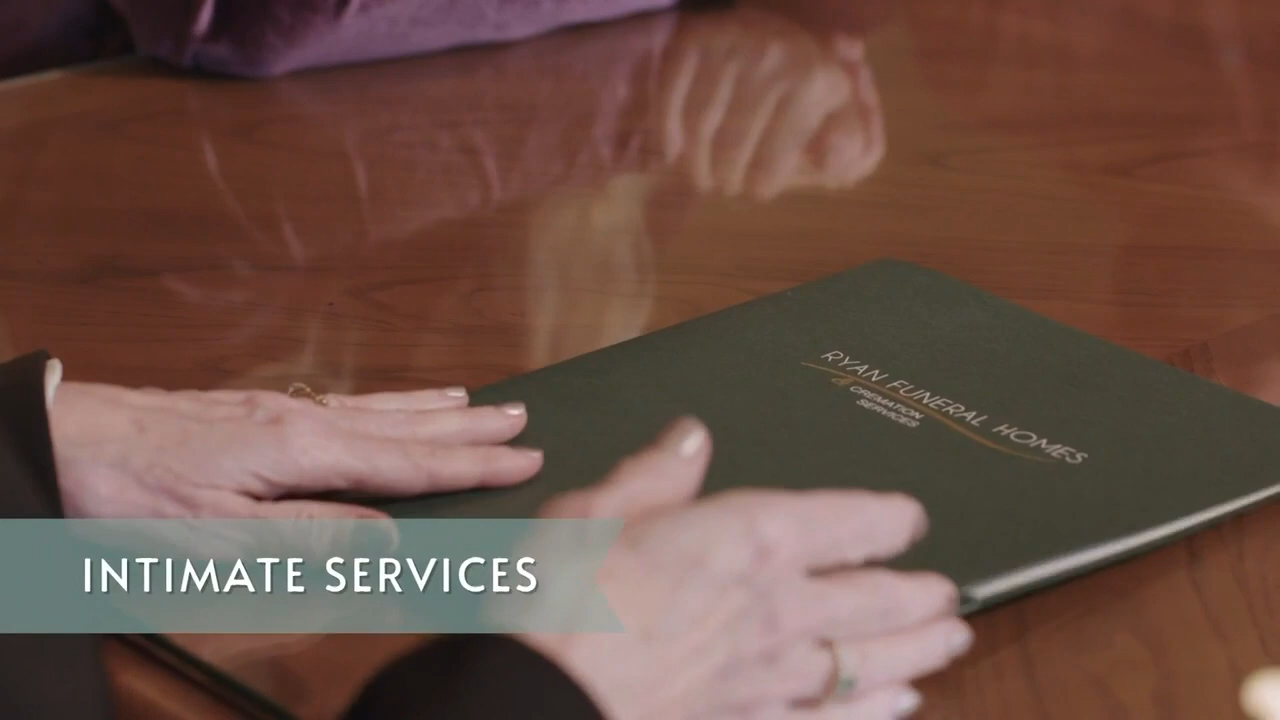 RYAN FUNERAL HOMES
& CREMATION
SERVICES
INTIMATE SERVICES